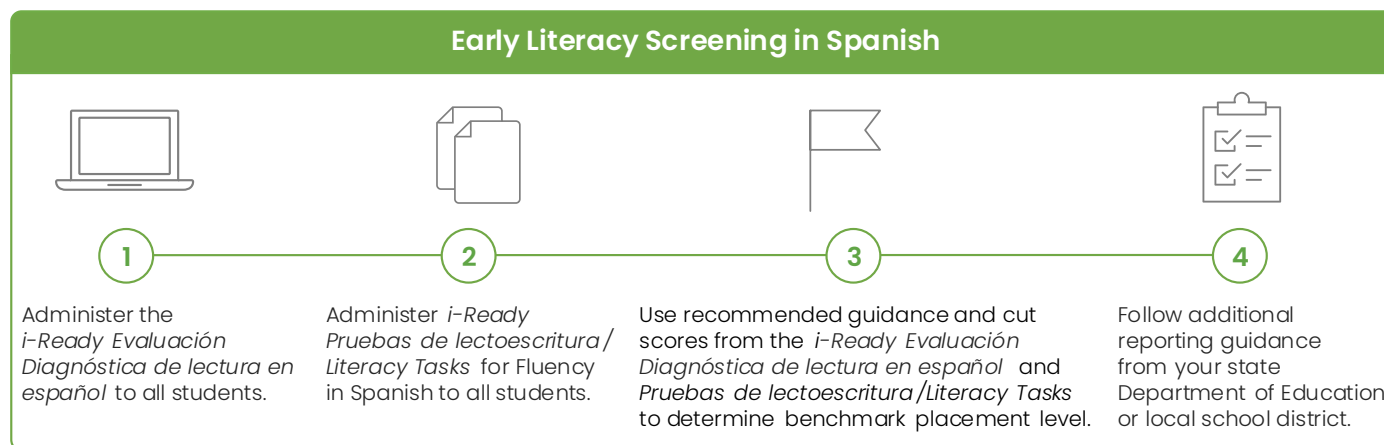 Early Literacy Screening in Spanish
1
Administer the
i-Ready Evaluación
Diagnóstica de lectura en
español to all students.
2
Administer i-Ready
Pruebas de lectoescritura/
Literacy Tasks for Fluency
in Spanish to all students.
3
Use recommended guidance and cut
scores from the i-Ready Evaluación
Diagnóstica de lectura en español and
Pruebas de lectoescritura/Literacy Tasks
to determine benchmark placement level.
4
Follow additional
reporting guidance
from your state
Department of Education
or local school district.